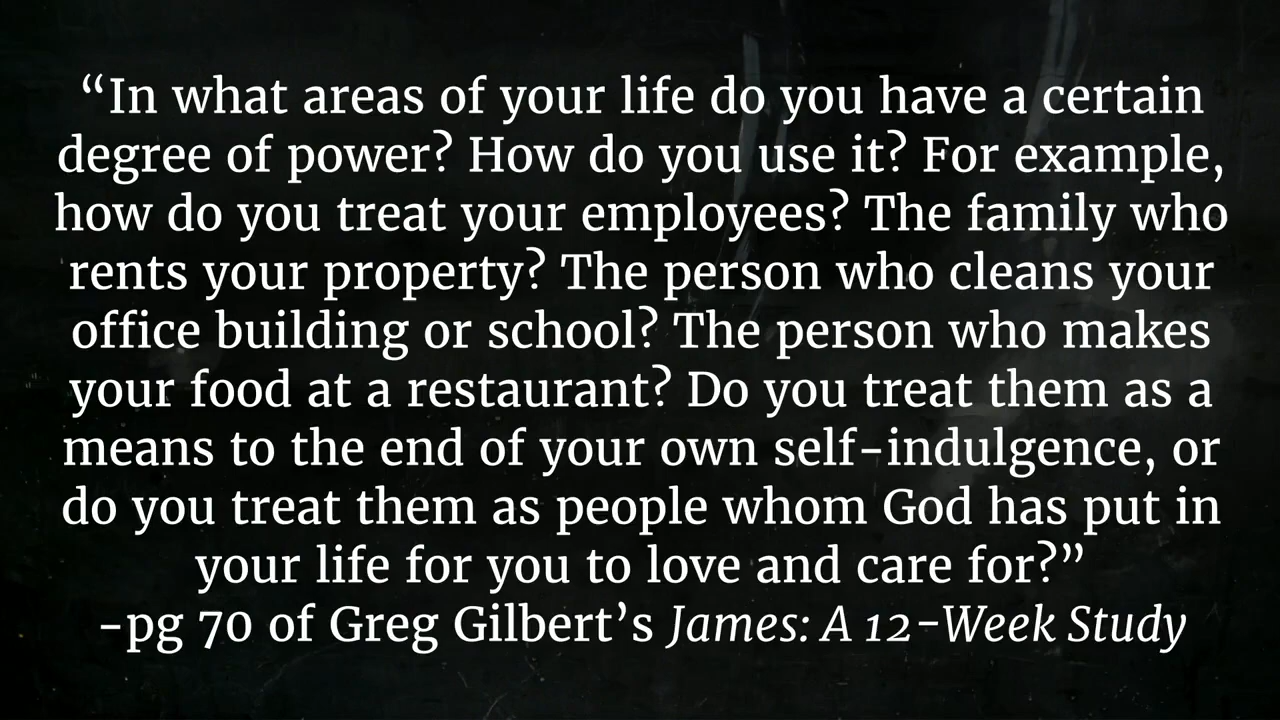 “In what areas of your life do you have a certain
degree of power? How do you use it? For example,
how do you treat your employees? The family who
rents your property? The person who cleans your
office building or school? The person who makes
your food at a restaurant? Do you treat them as a
means to the end of your own self-indulgence, or
do you treat them as people whom God has put in
your life for you to love and care for?”
-pg 70 of Greg Gilbert’s James: A 12-Week Study